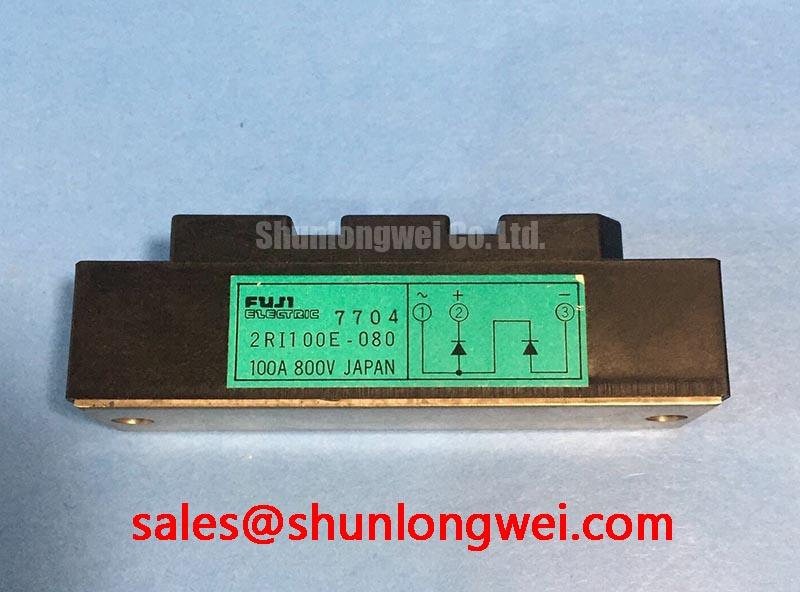 Shunlongwei Co.Ltd.
FUJI
ELECTRIC 7704
2RI100E-080
100A 800V JAPAN
~ + −
1 2 3
sales@shunlongwei.com